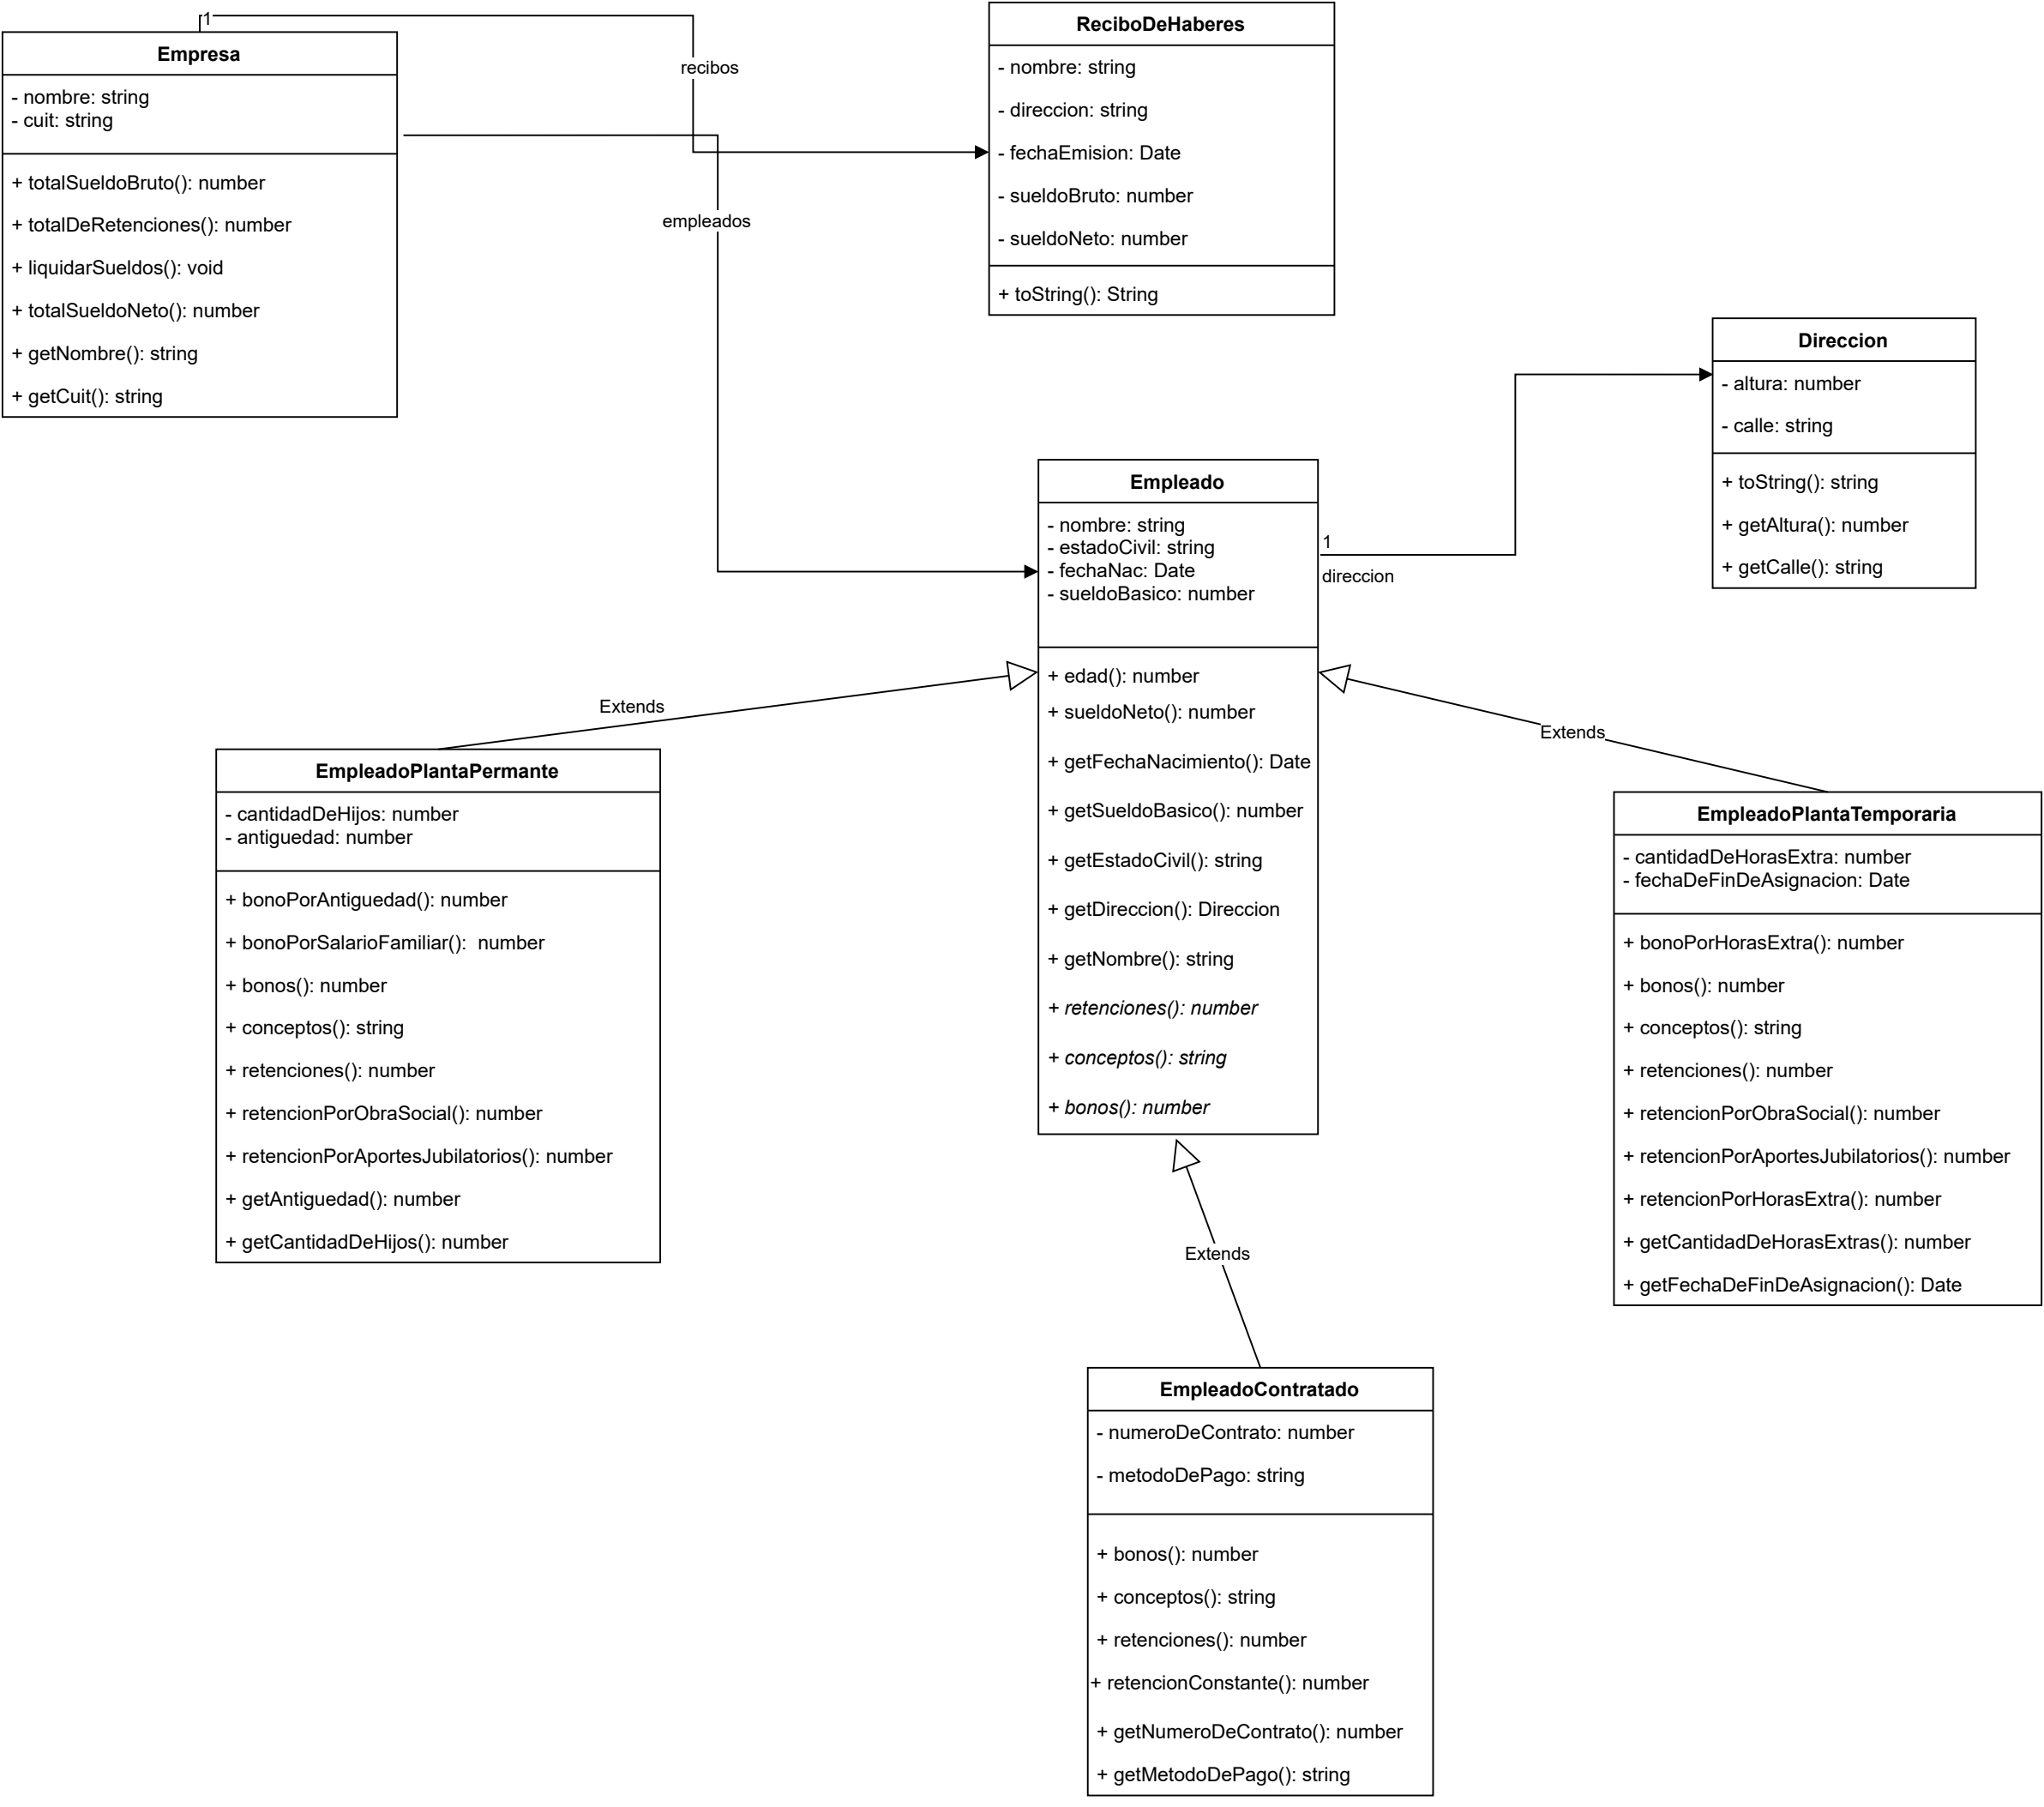 1
Empresa
- nombre: string
- cuit: string
+ totalSueldoBruto(): number
+ totalDeRetenciones(): number
+ liquidarSueldos(): void
+ totalSueldoNeto(): number
+ getNombre(): string
+ getCuit(): string
recibos
empleados
ReciboDeHaberes
- nombre: string
- direccion: string
- fechaEmision: Date
- sueldoBruto: number
- sueldoNeto: number
+ toString(): String
Direccion
- altura: number
- calle: string
+ toString(): string
+ getAltura(): number
+ getCalle(): string
Empleado
- nombre: string
- estadoCivil: string
- fechaNac: Date
- sueldoBasico: number
+ edad(): number
+ sueldoNeto(): number
+ getFechaNacimiento(): Date
+ getSueldoBasico(): number
+ getEstadoCivil(): string
+ getDireccion(): Direccion
+ getNombre(): string
+ retenciones(): number
+ conceptos(): string
+ bonos(): number
1
direccion
Extends
Extends
EmpleadoPlantaPermante
- cantidadDeHijos: number
- antiguedad: number
+ bonoPorAntiguedad(): number
+ bonoPorSalarioFamiliar():  number
+ bonos(): number
+ conceptos(): string
+ retenciones(): number
+ retencionPorObraSocial(): number
+ retencionPorAportesJubilatorios(): number
+ getAntiguedad(): number
+ getCantidadDeHijos(): number
EmpleadoPlantaTemporaria
- cantidadDeHorasExtra: number
- fechaDeFinDeAsignacion: Date
+ bonoPorHorasExtra(): number
+ bonos(): number
+ conceptos(): string
+ retenciones(): number
+ retencionPorObraSocial(): number
+ retencionPorAportesJubilatorios(): number
+ retencionPorHorasExtra(): number
+ getCantidadDeHorasExtras(): number
+ getFechaDeFinDeAsignacion(): Date
Extends
EmpleadoContratado
- numeroDeContrato: number
- metodoDePago: string
+ bonos(): number
+ conceptos(): string
+ retenciones(): number
+ retencionConstante(): number
+ getNumeroDeContrato(): number
+ getMetodoDePago(): string